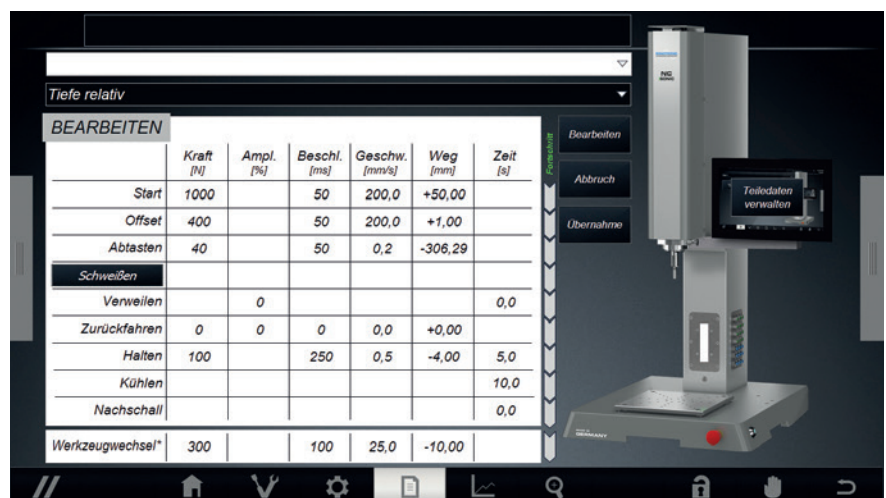 Tiefe relativ
BEARBEITEN
Kraft [N] Ampl. [%] Beschl. [ms] Geschw. [mm/s] Weg [mm] Zeit [s]
Start 1000 50 200,0 +50,00
Offset 400 50 200,0 +1,00
Abtasten 40 50 0,2 -306,29
Schweißen
Verweilen 0 0,0
Zurückfahren 0 0 0 0,0 +0,00
Halten 100 250 0,5 -4,00 5,0
Kühlen 10,0
Nachschall 0,0
Werkzeugwechsel* 300 100 25,0 -10,00
Fortschritt
Bearbeiten
Abbruch
Übernahme
Teiledaten
verwalten
GERMANY